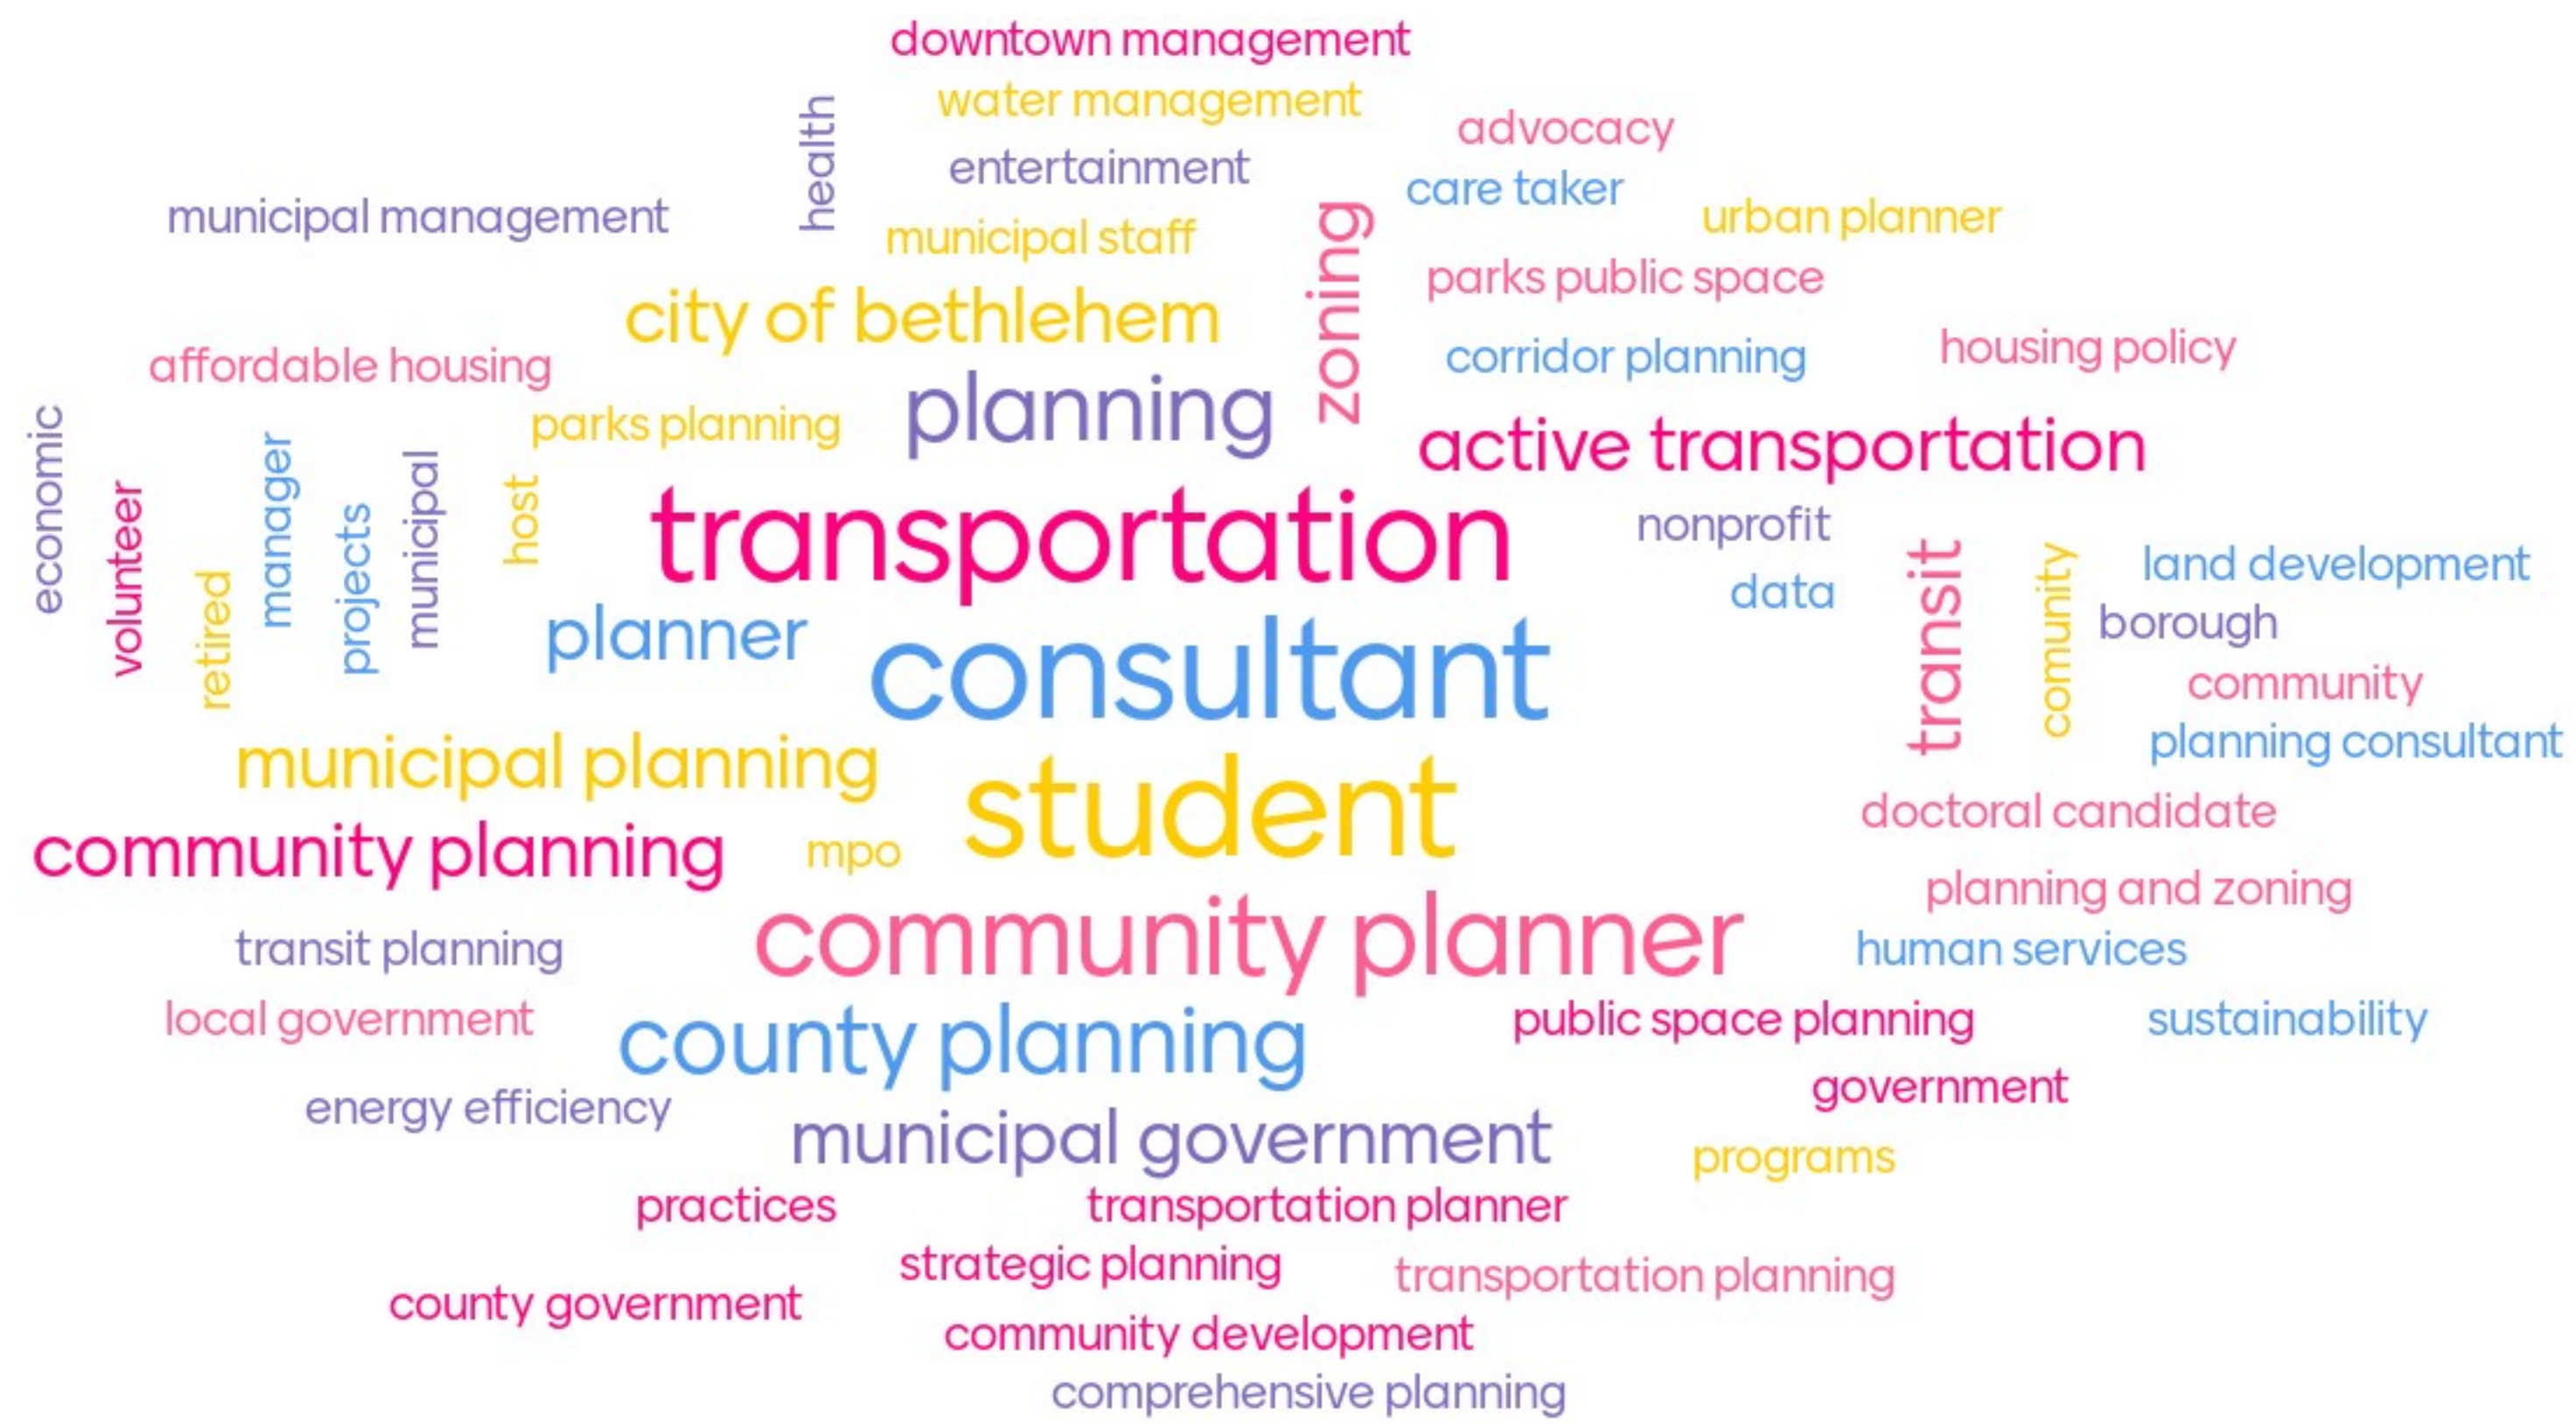 downtown management
water management
health
advocacy
entertainment
care taker
municipal management
urban planner
municipal staff
zoning
parks public space
city of bethlehem
corridor planning
housing policy
affordable housing
planning
parks planning
active transportation
economic
volunteer
retired
manager
projects
municipal
host
transportation
nonprofit
data
transit
comunity
land development
borough
planner
consultant
community
planning consultant
municipal planning
student
doctoral candidate
community planning
mpo
planning and zoning
community planner
transit planning
human services
local government
county planning
public space planning
sustainability
government
energy efficiency
municipal government
programs
practices
transportation planner
strategic planning
transportation planning
county government
community development
comprehensive planning